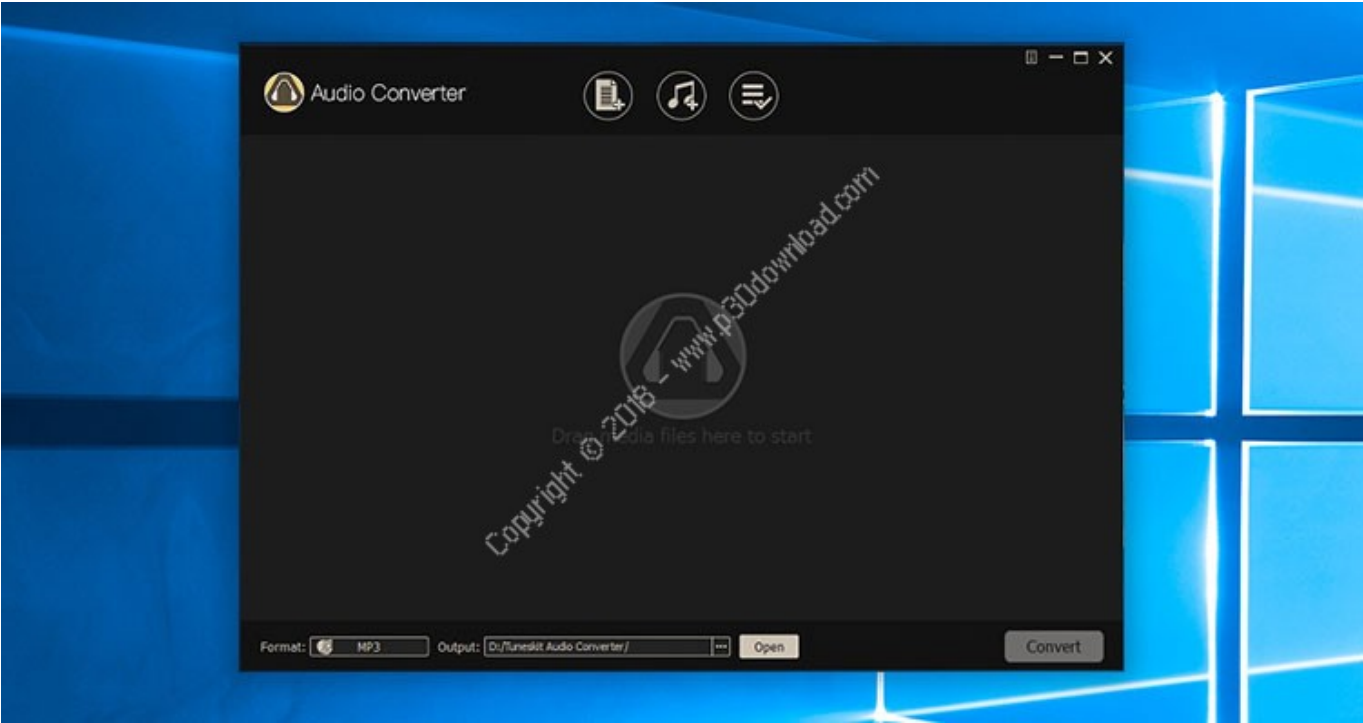 Audio Converter
Copyright © 2018 - www.p30download.com
Drag media files here to start
Format: MP3 Output: D:/Tuneskit Audio Converter/ ... Open Convert